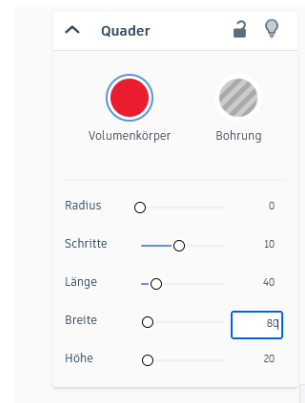 Quader
Volumenkörper Bohrung
Radius 0
Schritte 10
Länge 40
Breite 80
Höhe 20